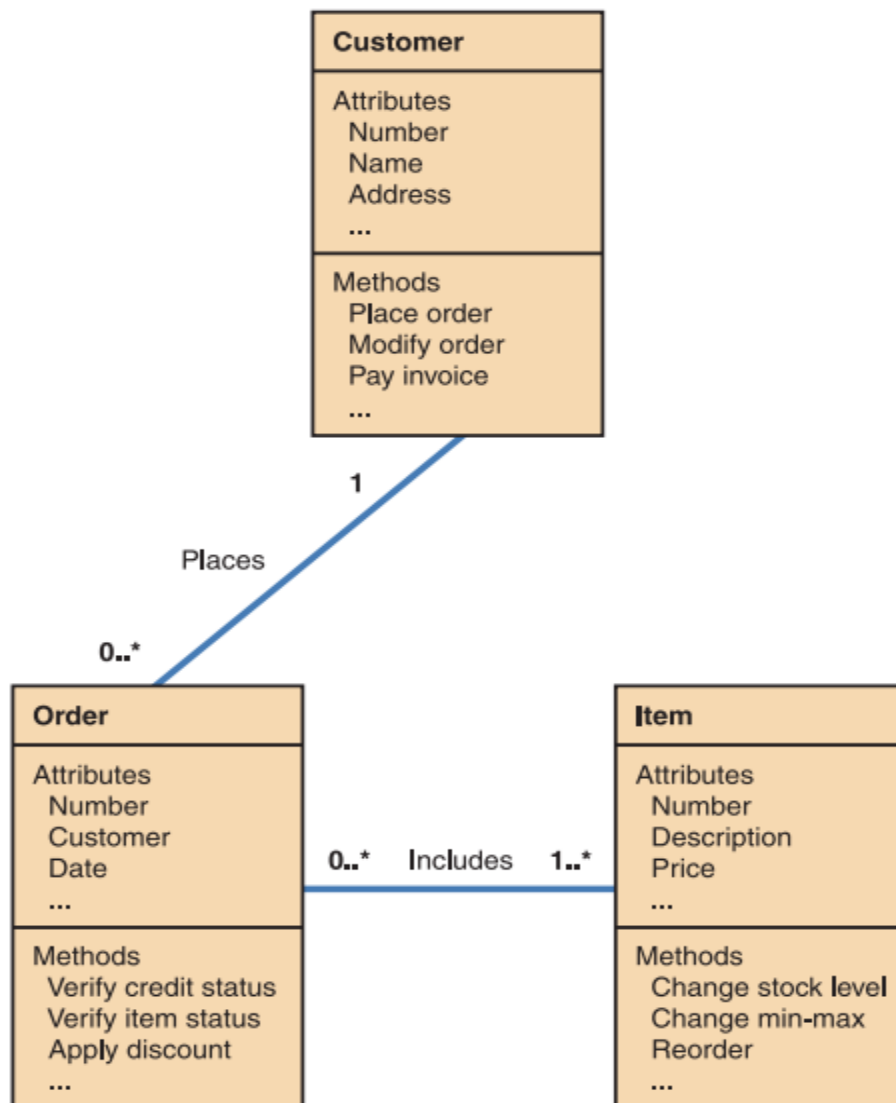 Customer
Attributes
Number
Name
Address
...
Methods
Place order
Modify order
Pay invoice
...
1
Places
0..*
Order
Attributes
Number
Customer
Date
...
Methods
Verify credit status
Verify item status
Apply discount
...
0..* Includes 1..*
Item
Attributes
Number
Description
Price
...
Methods
Change stock level
Change min-max
Reorder
...